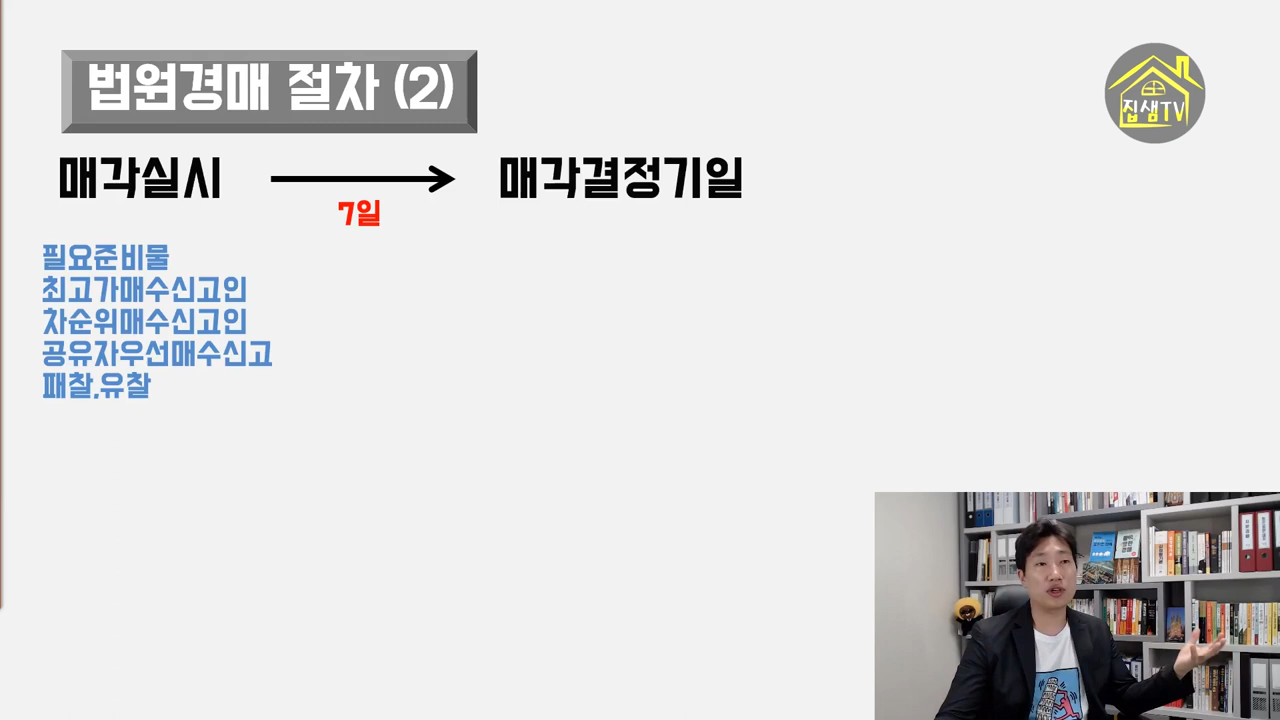 법원경매 절차 (2)
집샘TV
매각실시
매각결정기일
7일
필요준비물
최고가매수신고인
차순위매수신고인
공유자우선매수신고
패찰,유찰